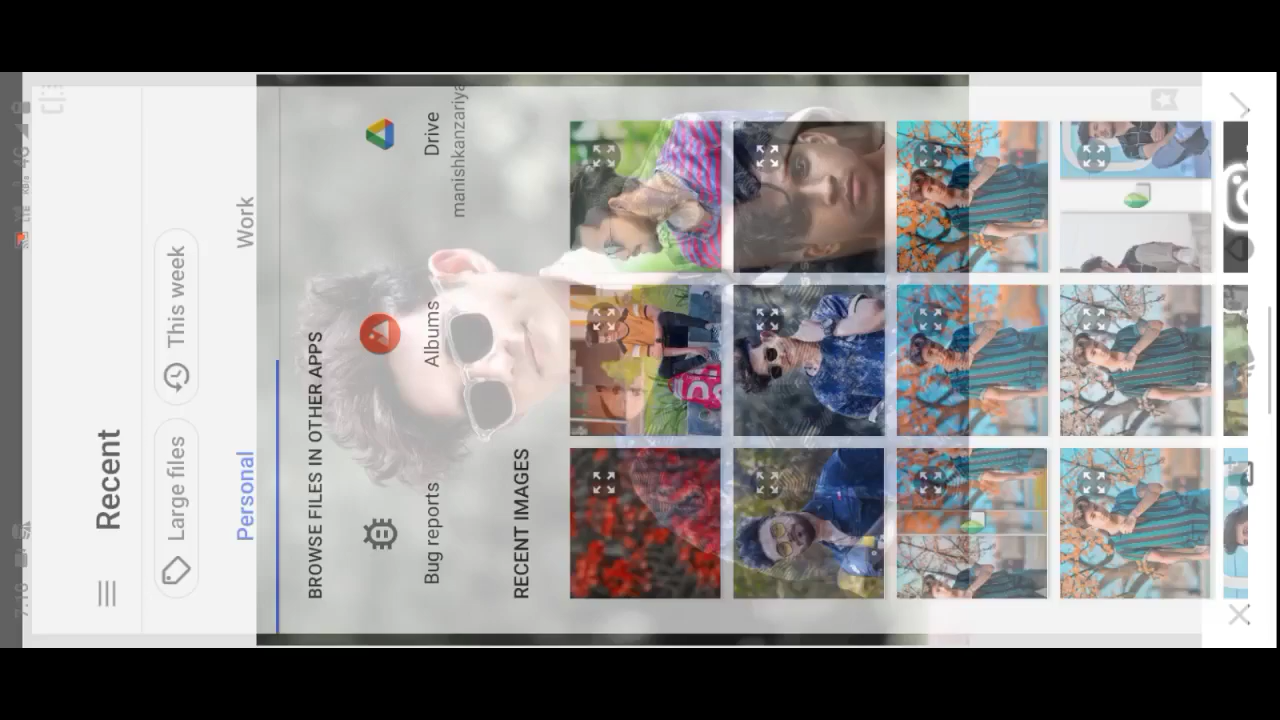 Recent
Large files
This week
Personal
Work
BROWSE FILES IN OTHER APPS
Bug reports
Albums
Drive
manishkanzariya
RECENT IMAGES